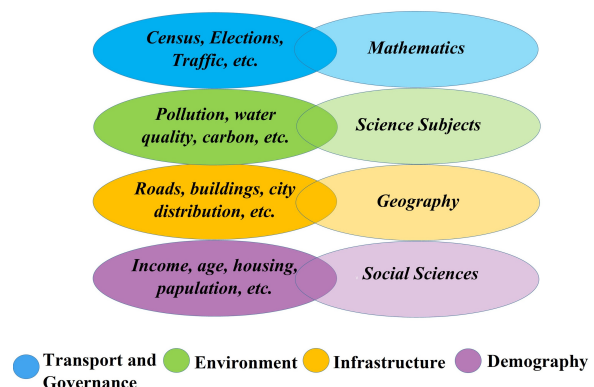 Census, Elections,
Traffic, etc.
Mathematics
Pollution, water
quality, carbon, etc.
Science Subjects
Roads, buildings, city
distribution, etc.
Geography
Income, age, housing,
papulation, etc.
Social Sciences
Transport and
Governance
Environment
Infrastructure
Demography